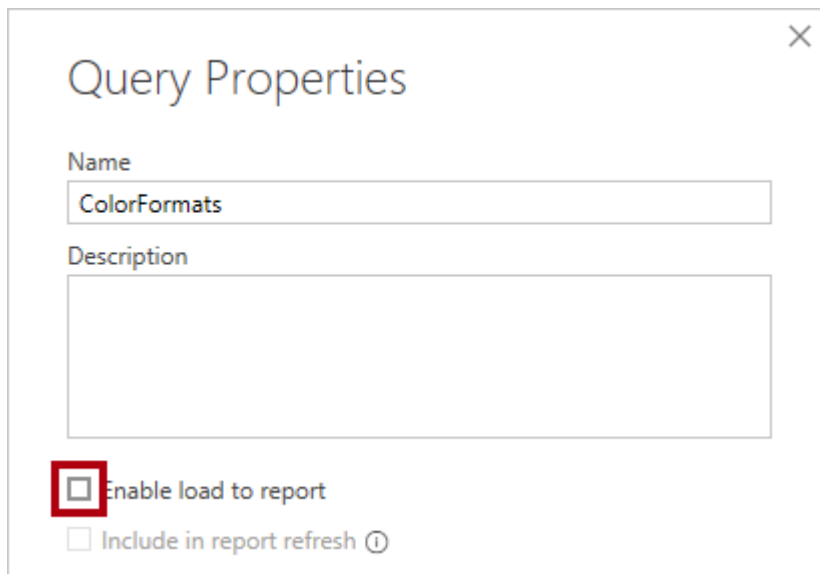 Query Properties
Name
ColorFormats
Description
Enable load to report
Include in report refresh